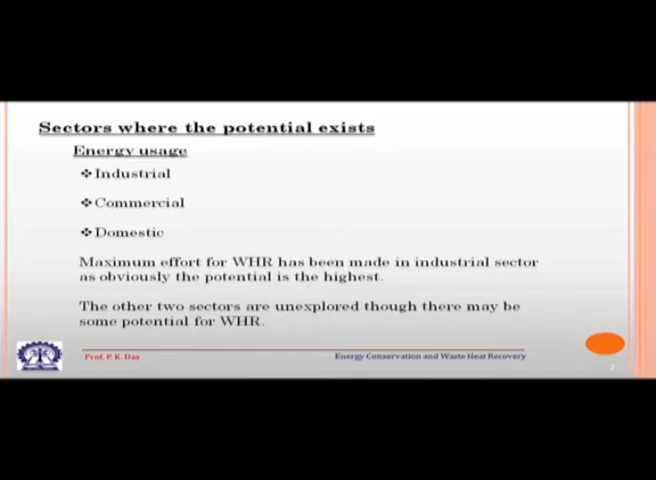 Sectors where the potential exists
Energy usage
❖Industrial
❖Commercial
❖Domestic
Maximum effort for WHR has been made in industrial sector
as obviously the potential is the highest.
The other two sectors are unexplored though there may be
some potential for WHR.
Prof. P. K. Das
Energy Conservation and Waste Heat Recovery
7